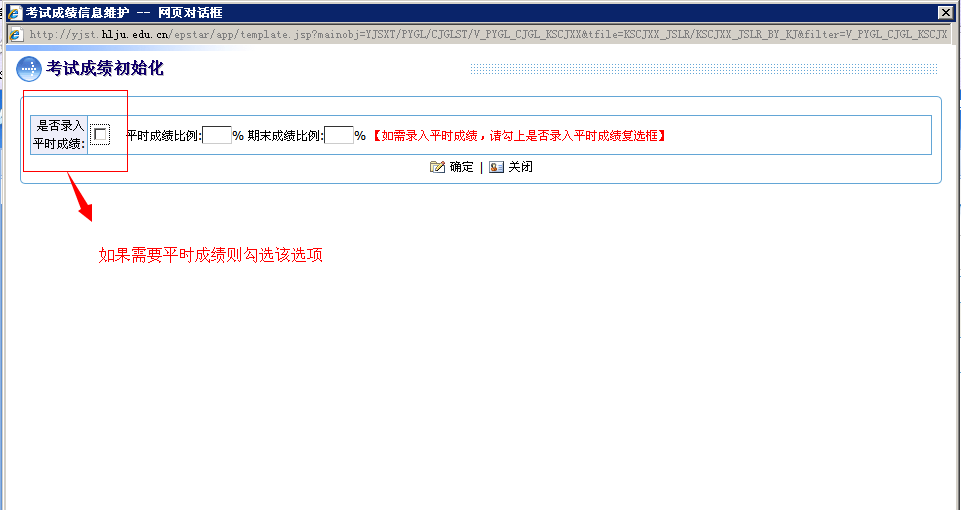 考试成绩信息维护 -- 网页对话框
http://yjst.hlju.edu.cn/epstar/app/template.jsp?mainobj=YJSXT/PYGL/CJGLST/V_PYGL_CJGL_KSCJXX&tfile=KSCJXX_JSLR/KSCJXX_JSLR_BY_KJ&filter=V_PYGL_CJGL_KSCJX
考试成绩初始化
是否录入
平时成绩:
平时成绩比例: % 期末成绩比例: % 【如需录入平时成绩，请勾上是否录入平时成绩复选框】
确定 | 关闭
如果需要平时成绩则勾选该选项